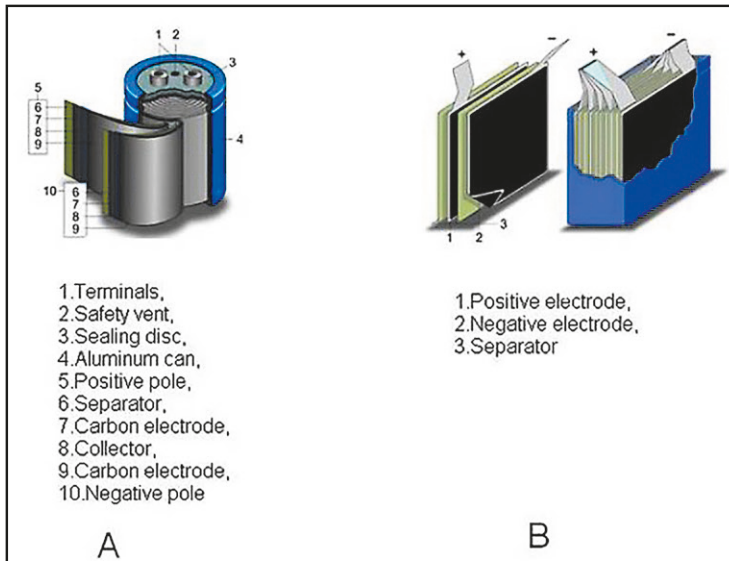 1 2
3
5
6
7
8
9
4
10
6
7
8
9
+
−
+
−
1 2 3
1.Terminals,
2.Safety vent,
3.Sealing disc,
4.Aluminum can,
5.Positive pole,
6.Separator,
7.Carbon electrode,
8.Collector,
9.Carbon electrode,
10.Negative pole
A
1.Positive electrode,
2.Negative electrode,
3.Separator
B